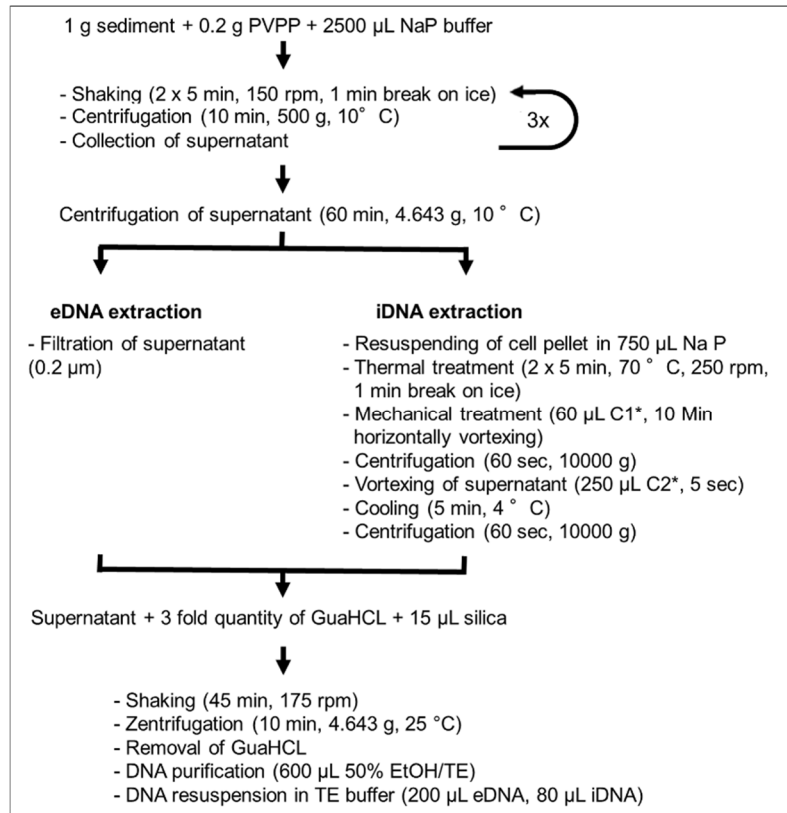 1 g sediment + 0.2 g PVPP + 2500 µL NaP buffer
- Shaking (2 x 5 min, 150 rpm, 1 min break on ice)
- Centrifugation (10 min, 500 g, 10° C)
- Collection of supernatant
3x
Centrifugation of supernatant (60 min, 4.643 g, 10 ° C)
eDNA extraction
- Filtration of supernatant
(0.2 µm)
iDNA extraction
- Resuspending of cell pellet in 750 µL Na P
- Thermal treatment (2 x 5 min, 70 ° C, 250 rpm,
1 min break on ice)
- Mechanical treatment (60 µL C1*, 10 Min
horizontally vortexing)
- Centrifugation (60 sec, 10000 g)
- Vortexing of supernatant (250 µL C2*, 5 sec)
- Cooling (5 min, 4 ° C)
- Centrifugation (60 sec, 10000 g)
Supernatant + 3 fold quantity of GuaHCL + 15 µL silica
- Shaking (45 min, 175 rpm)
- Zentrifugation (10 min, 4.643 g, 25 °C)
- Removal of GuaHCL
- DNA purification (600 µL 50% EtOH/TE)
- DNA resuspension in TE buffer (200 µL eDNA, 80 µL iDNA)